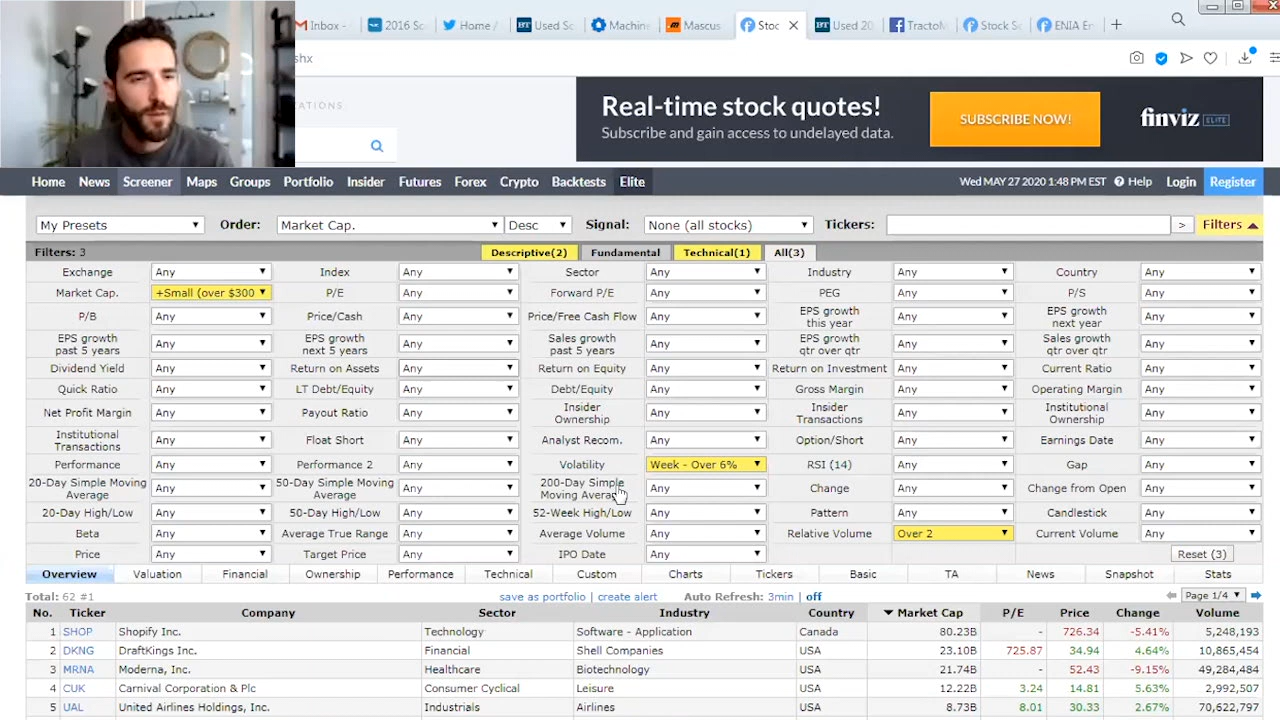 Inbox -
2016 Sc
Home /
BT Used Sc
Machin
Mascus
Stoc
BT Used 20
TractoM
Stock Sc
ENIA En
shx
ZATIONS
Real-time stock quotes!
Subscribe and gain access to undelayed data.
SUBSCRIBE NOW!
finviz ELITE
Home News Screener Maps Groups Portfolio Insider Futures Forex Crypto Backtests Elite Wed MAY 27 2020 1:48 PM EST Help Login Register
My Presets Order: Market Cap. Desc Signal: None (all stocks) Tickers: > Filters
Filters: 3 Descriptive(2) Fundamental Technical(1) All(3)
Exchange Any Index Any Sector Any Industry Any Country Any
Market Cap. +Small (over $300 P/E Any Forward P/E Any PEG Any P/S Any
P/B Any Price/Cash Any Price/Free Cash Flow Any EPS growth this year Any EPS growth next year Any
EPS growth past 5 years Any EPS growth next 5 years Any Sales growth past 5 years Any EPS growth qtr over qtr Any Sales growth qtr over qtr Any
Dividend Yield Any Return on Assets Any Return on Equity Any Return on Investment Any Current Ratio Any
Quick Ratio Any LT Debt/Equity Any Debt/Equity Any Gross Margin Any Operating Margin Any
Net Profit Margin Any Payout Ratio Any Insider Ownership Any Insider Transactions Any Institutional Ownership Any
Institutional Transactions Any Float Short Any Analyst Recom. Any Option/Short Any Earnings Date Any
Performance Any Performance 2 Any Volatility Week - Over 6% RSI (14) Any Gap Any
20-Day Simple Moving Average Any 50-Day Simple Moving Average Any 200-Day Simple Moving Average Any Change Any Change from Open Any
20-Day High/Low Any 50-Day High/Low Any 52-Week High/Low Any Pattern Any Candlestick Any
Beta Any Average True Range Any Average Volume Any Relative Volume Over 2 Current Volume Any
Price Any Target Price Any IPO Date Any Reset (3)
Overview Valuation Financial Ownership Performance Technical Custom Charts Tickers Basic TA News Snapshot Stats
Total: 62 #1 save as portfolio | create alert Auto Refresh: 3min | off Page 1/4
No. Ticker Company Sector Industry Country Market Cap P/E Price Change Volume
1 SHOP Shopify Inc. Technology Software - Application Canada 80.23B - 726.34 -5.41% 5,248,193
2 DKNG DraftKings Inc. Financial Shell Companies USA 23.10B 725.87 34.94 4.64% 10,865,454
3 MRNA Moderna, Inc. Healthcare Biotechnology USA 21.74B - 52.43 -9.15% 49,284,484
4 CUK Carnival Corporation & Plc Consumer Cyclical Leisure USA 12.22B 3.24 14.81 5.63% 2,992,507
5 UAL United Airlines Holdings, Inc. Industrials Airlines USA 8.73B 8.01 30.33 2.67% 70,622,797